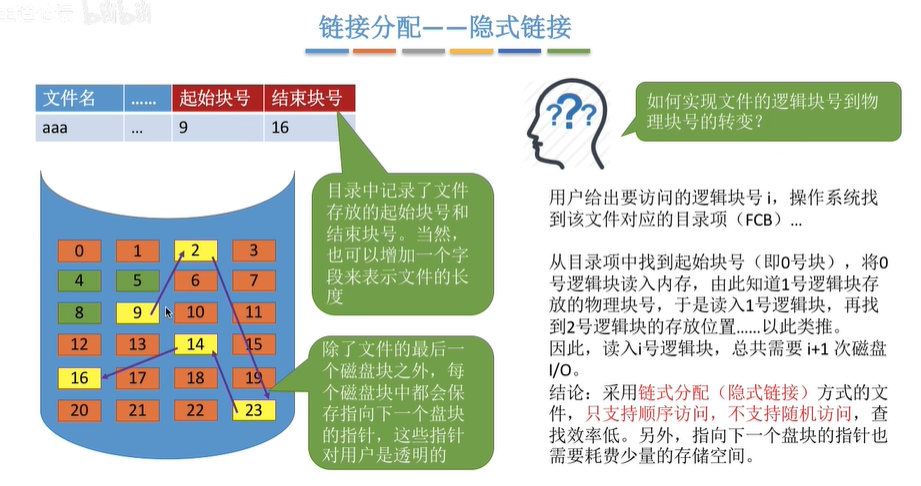 链接分配——隐式链接
文件名 …… 起始块号 结束块号
aaa … 9 16
目录中记录了文件
存放的起始块号和
结束块号。当然,
也可以增加一个字
段来表示文件的长
度
0 1 2 3
4 5 6 7
8 9 10 11
12 13 14 15
16 17 18 19
20 21 22 23
除了文件的最后一
个磁盘块之外,每
个磁盘块中都会保
存指向下一个盘块
的指针,这些指针
对用户是透明的
???
如何实现文件的逻辑块号到物
理块号的转变?
用户给出要访问的逻辑块号 i,操作系统找
到该文件对应的目录项(FCB)…
从目录项中找到起始块号(即0号块),将0
号逻辑块读入内存,由此知道1号逻辑块存
放的物理块号,于是读入1号逻辑块,再找
到2号逻辑块的存放位置……以此类推。
因此,读入i号逻辑块,总共需要 i+1 次磁盘
I/O。
结论:采用链式分配(隐式链接)方式的文
件,只支持顺序访问,不支持随机访问,查
找效率低。另外,指向下一个盘块的指针也
需要耗费少量的存储空间。